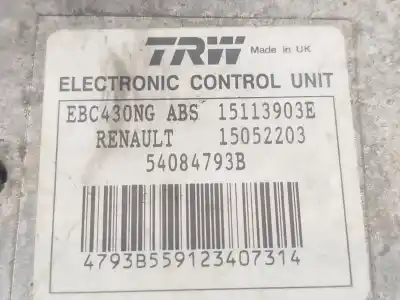 TRW Made in UK
ELECTRONIC CONTROL UNIT
EBC430NG ABS 15113903E
RENAULT 15052203
54084793B
4793B559123407314